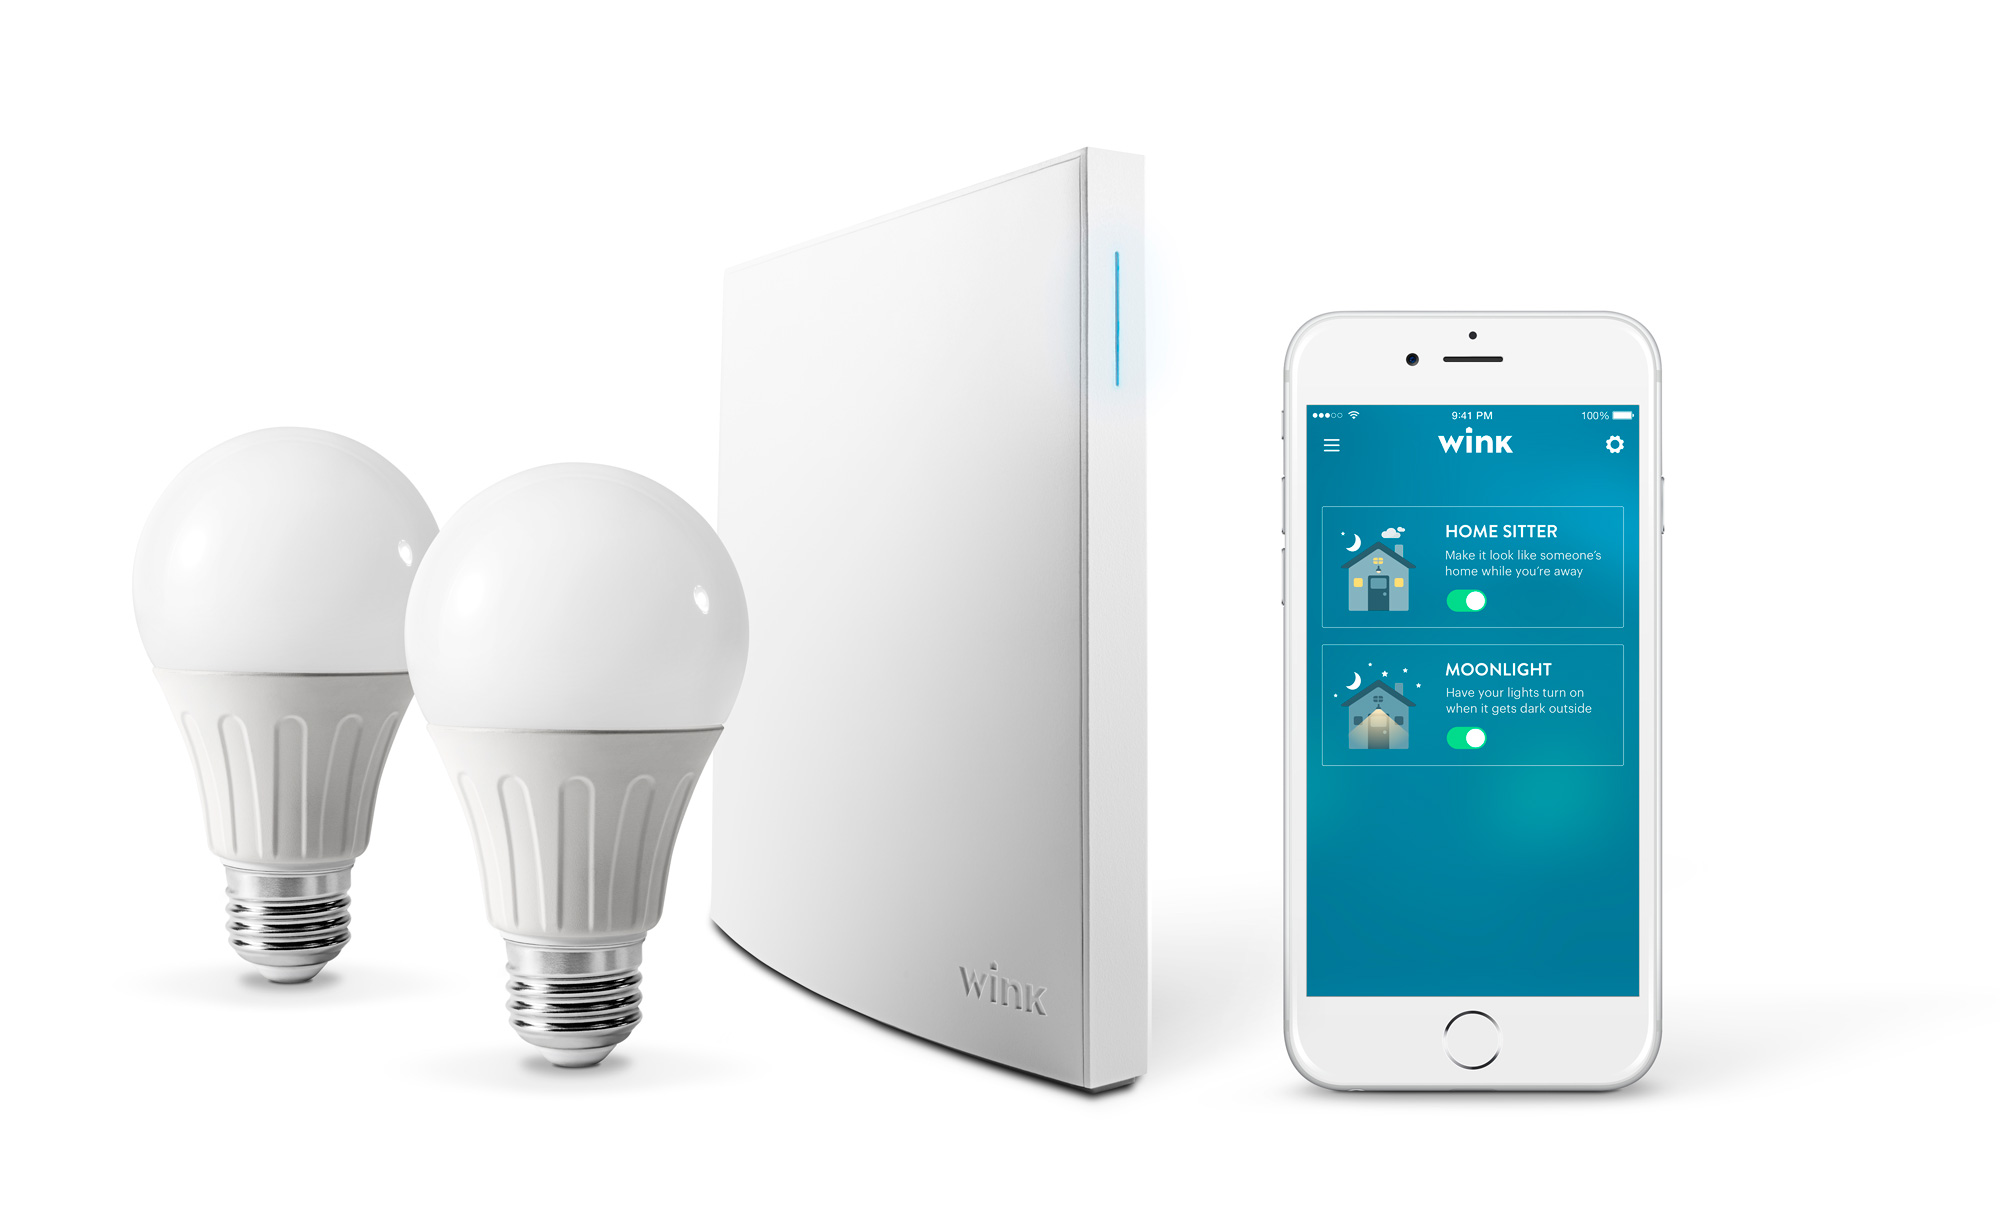 wink
9:41 PM
100%
wink
HOME SITTER
Make it look like someone's
home while you're away
MOONLIGHT
Have your lights turn on
when it gets dark outside